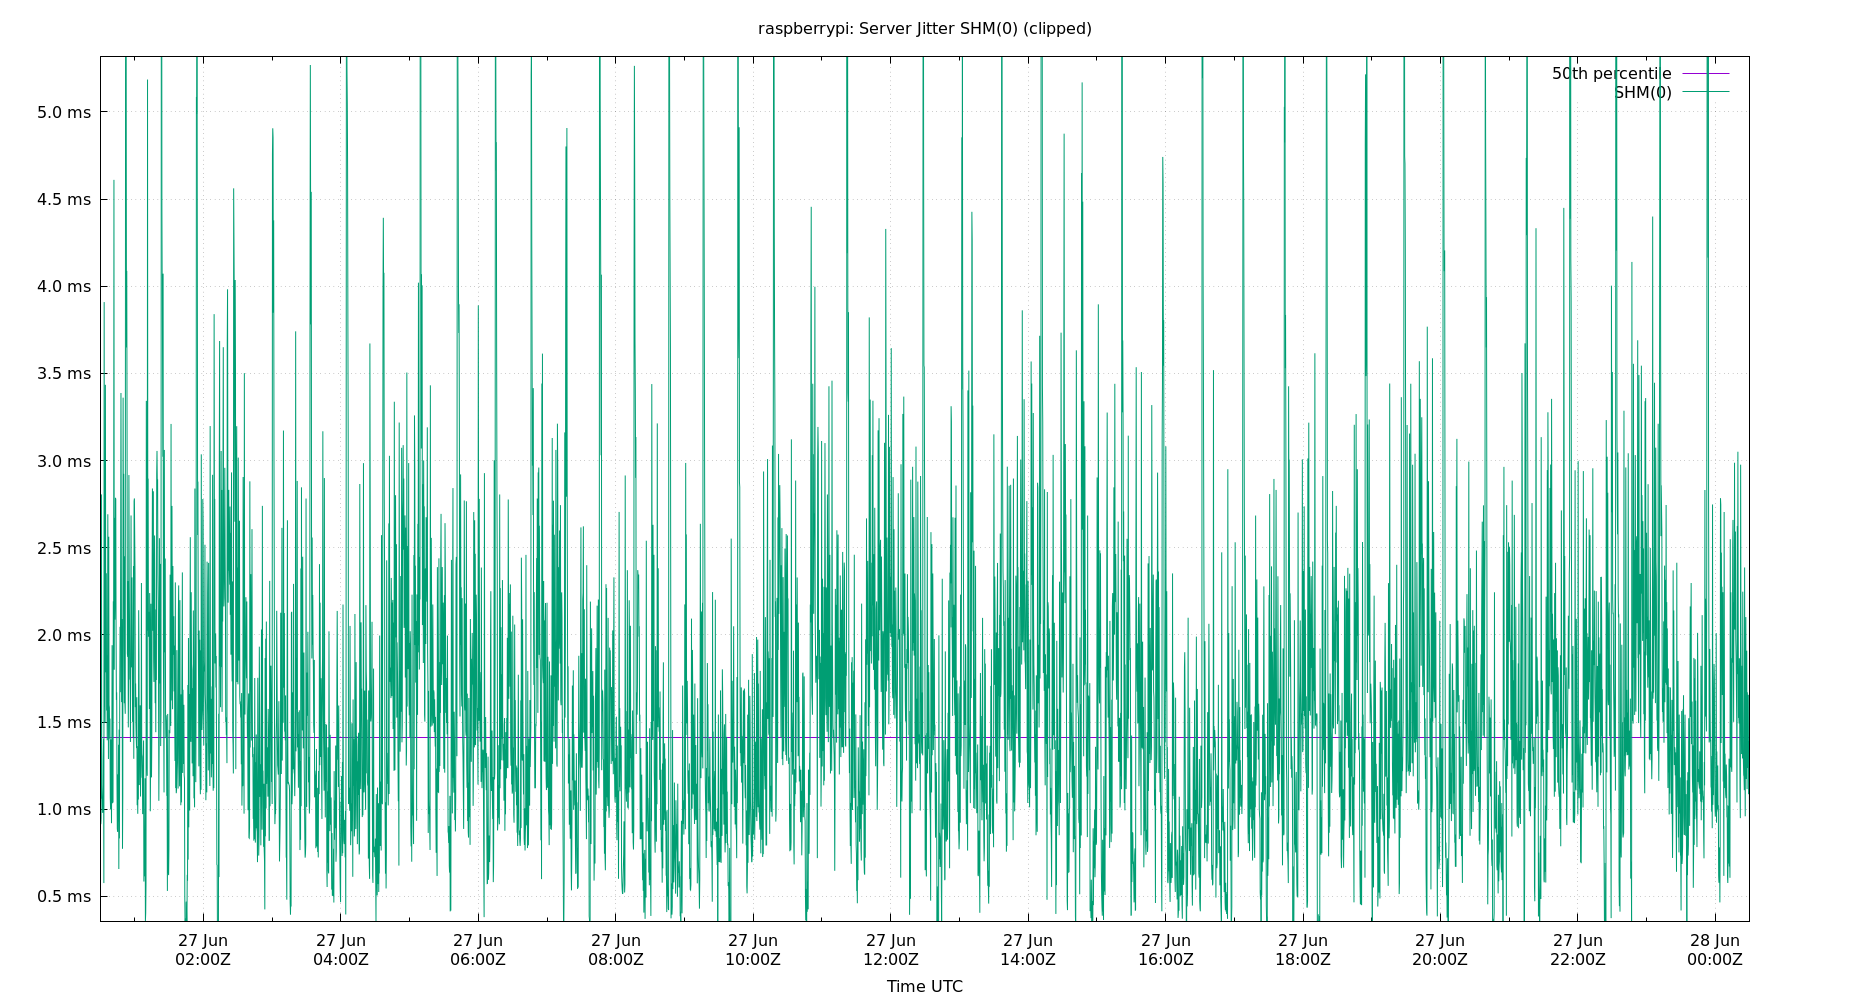 raspberrypi: Server Jitter SHM(0) (clipped)
50th percentile
SHM(0)
5.0 ms
4.5 ms
4.0 ms
3.5 ms
3.0 ms
2.5 ms
2.0 ms
1.5 ms
1.0 ms
0.5 ms
27 Jun 27 Jun 27 Jun 27 Jun 27 Jun 27 Jun 27 Jun 27 Jun 27 Jun 27 Jun 27 Jun 28 Jun
02:00Z 04:00Z 06:00Z 08:00Z 10:00Z 12:00Z 14:00Z 16:00Z 18:00Z 20:00Z 22:00Z 00:00Z
Time UTC